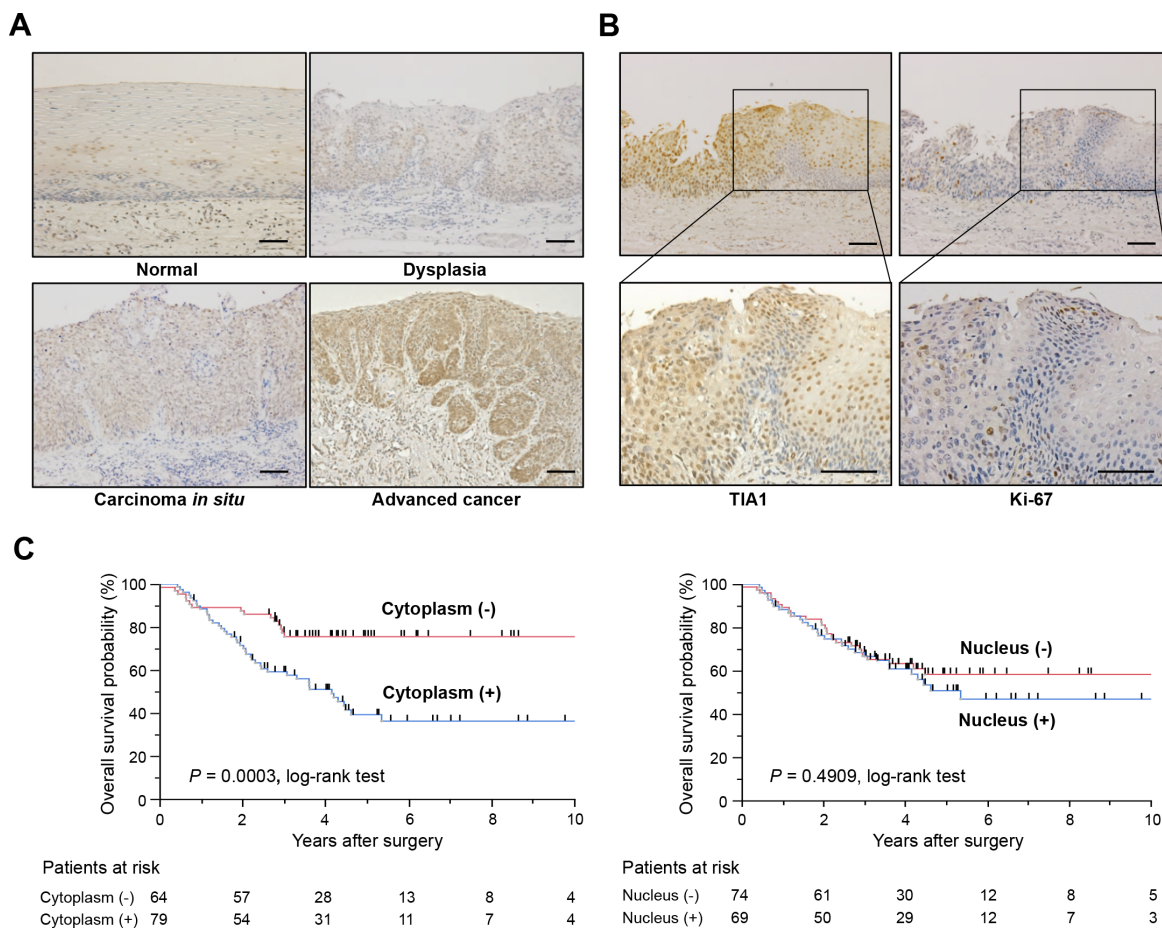 A
B
Normal
Dysplasia
Carcinoma in situ
Advanced cancer
TIA1
Ki-67
C
Overall survival probability (%)
100
80
60
40
20
0
Cytoplasm (-)
Cytoplasm (+)
P = 0.0003, log-rank test
0 2 4 6 8 10
Years after surgery
Patients at risk
Cytoplasm (-) 64 57 28 13 8 4
Cytoplasm (+) 79 54 31 11 7 4
Overall survival probability (%)
100
80
60
40
20
0
Nucleus (-)
Nucleus (+)
P = 0.4909, log-rank test
0 2 4 6 8 10
Years after surgery
Patients at risk
Nucleus (-) 74 61 30 12 8 5
Nucleus (+) 69 50 29 12 7 3